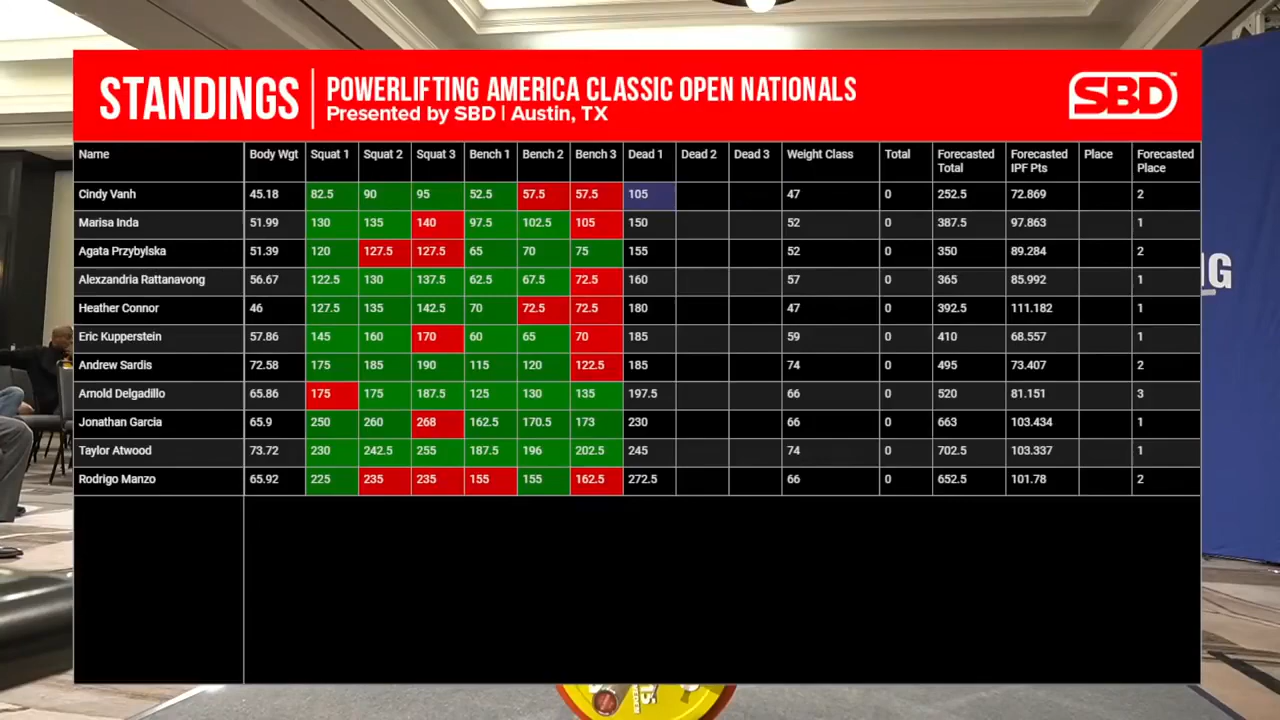 STANDINGS
POWERLIFTING AMERICA CLASSIC OPEN NATIONALS
Presented by SBD | Austin, TX
SBD™
Name Body Wgt Squat 1 Squat 2 Squat 3 Bench 1 Bench 2 Bench 3 Dead 1 Dead 2 Dead 3 Weight Class Total Forecasted Total Forecasted IPF Pts Place Forecasted Place
Cindy Vanh 45.18 82.5 90 95 52.5 57.5 57.5 105 47 0 252.5 72.869 2
Marisa Inda 51.99 130 135 140 97.5 102.5 105 150 52 0 387.5 97.863 1
Agata Przybylska 51.39 120 127.5 127.5 65 70 75 155 52 0 350 89.284 2
Alexzandria Rattanavong 56.67 122.5 130 137.5 62.5 67.5 72.5 160 57 0 365 85.992 1
Heather Connor 46 127.5 135 142.5 70 72.5 72.5 180 47 0 392.5 111.182 1
Eric Kupperstein 57.86 145 160 170 60 65 70 185 59 0 410 68.557 1
Andrew Sardis 72.58 175 185 190 115 120 122.5 185 74 0 495 73.407 2
Arnold Delgadillo 65.86 175 175 187.5 125 130 135 197.5 66 0 520 81.151 3
Jonathan Garcia 65.9 250 260 268 162.5 170.5 173 230 66 0 663 103.434 1
Taylor Atwood 73.72 230 242.5 255 187.5 196 202.5 245 74 0 702.5 103.337 1
Rodrigo Manzo 65.92 225 235 235 155 155 162.5 272.5 66 0 652.5 101.78 2